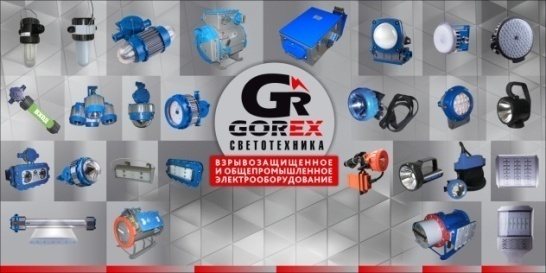 GR
GOREX
СВЕТОТЕХНИКА
ВЗРЫВОЗАЩИЩЕННОЕ
И ОБЩЕПРОМЫШЛЕННОЕ
ЭЛЕКТРООБОРУДОВАНИЕ